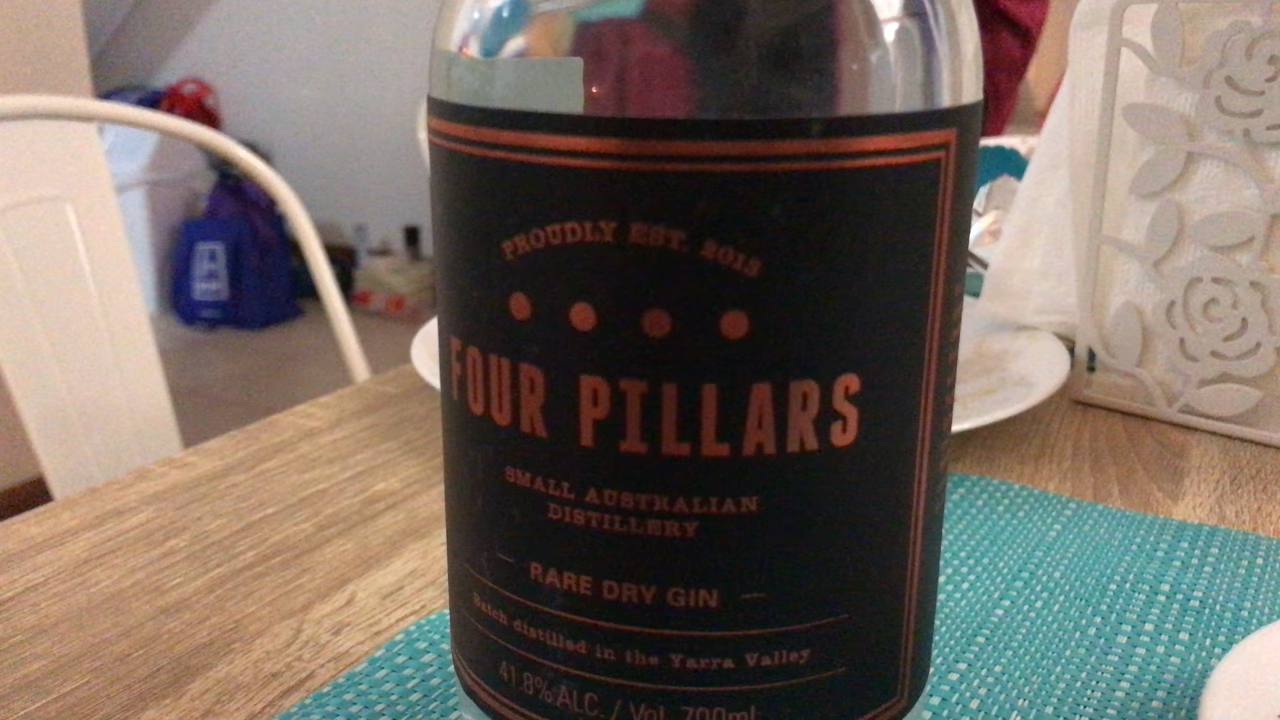 PROUDLY EST. 2013
FOUR PILLARS
SMALL AUSTRALIAN
DISTILLERY
RARE DRY GIN
Batch distilled in the Yarra Valley
41.8% ALC. / Vol. 700ml